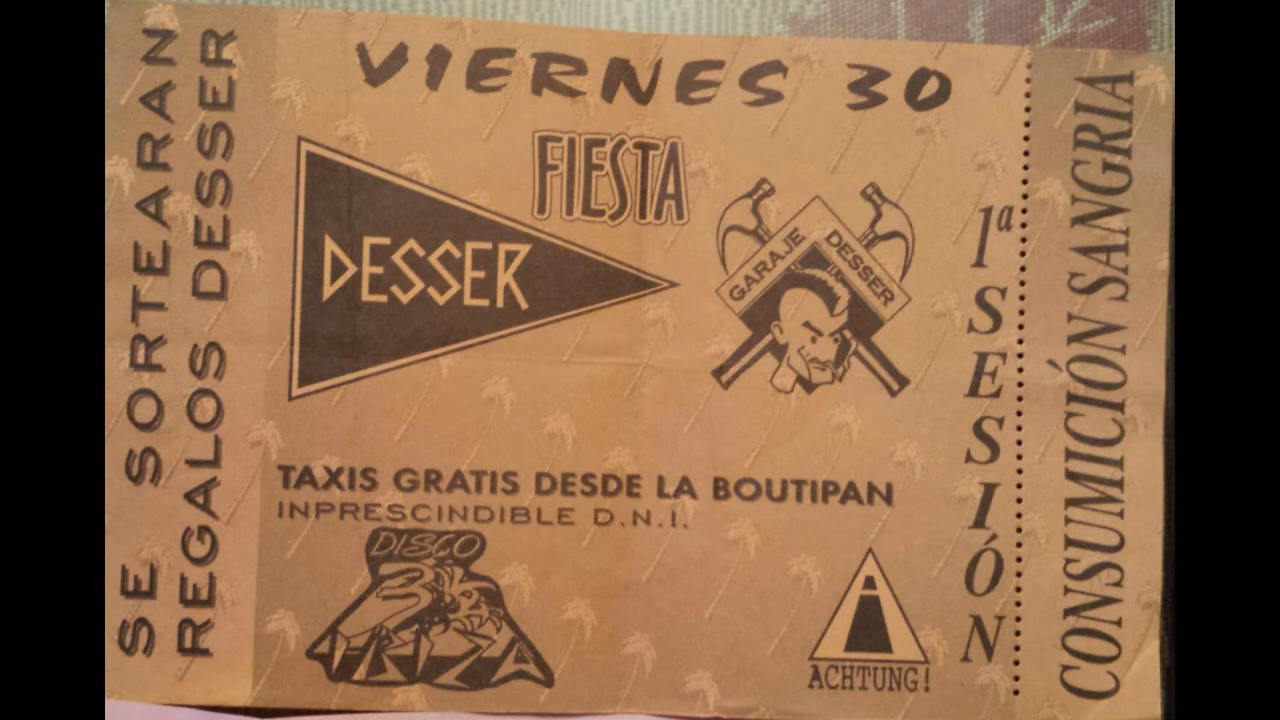 SE SORTEARAN
REGALOS DESSER
VIERNES 30
FIESTA
DESSER
GARAJE DESSER
TAXIS GRATIS DESDE LA BOUTIPAN
INPRESCINDIBLE D.N.I.
DISCO
ACHTUNG!
1ª SESIÓN
CONSUMICIÓN SANGRIA